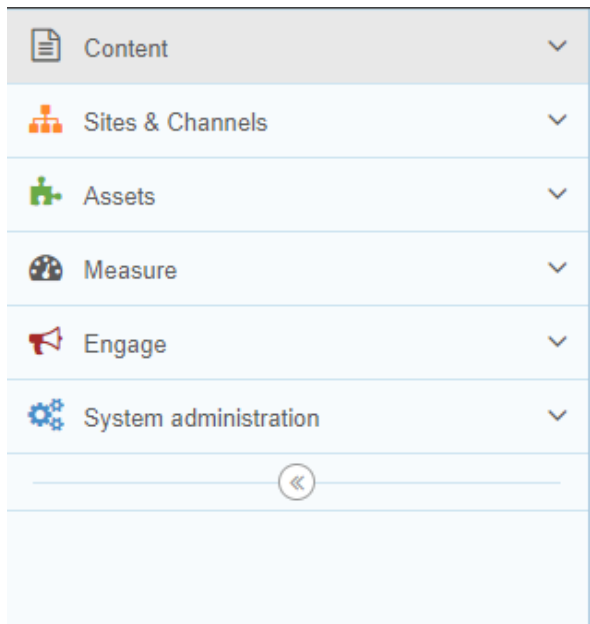 Content
Sites & Channels
Assets
Measure
Engage
System administration